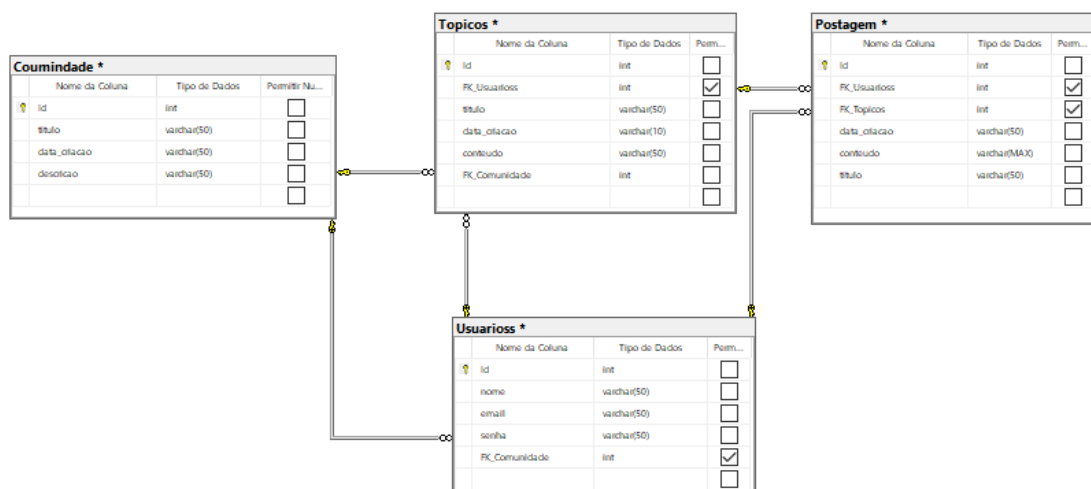 Topicos *
Nome da Coluna Tipo de Dados Perm...
Id int
FK_Usuarioss int
titulo varchar(50)
data_criacao varchar(10)
conteudo varchar(50)
FK_Comunidade int
Postagem *
Nome da Coluna Tipo de Dados Perm...
Id int
FK_Usuarioss int
FK_Topicos int
data_criacao varchar(50)
conteudo varchar(MAX)
titulo varchar(50)
Coumindade *
Nome da Coluna Tipo de Dados Permitir Nu...
Id int
titulo varchar(50)
data_criacao varchar(50)
descricao varchar(50)
Usuarioss *
Nome da Coluna Tipo de Dados Perm...
Id int
nome varchar(50)
email varchar(50)
senha varchar(50)
FK_Comunidade int